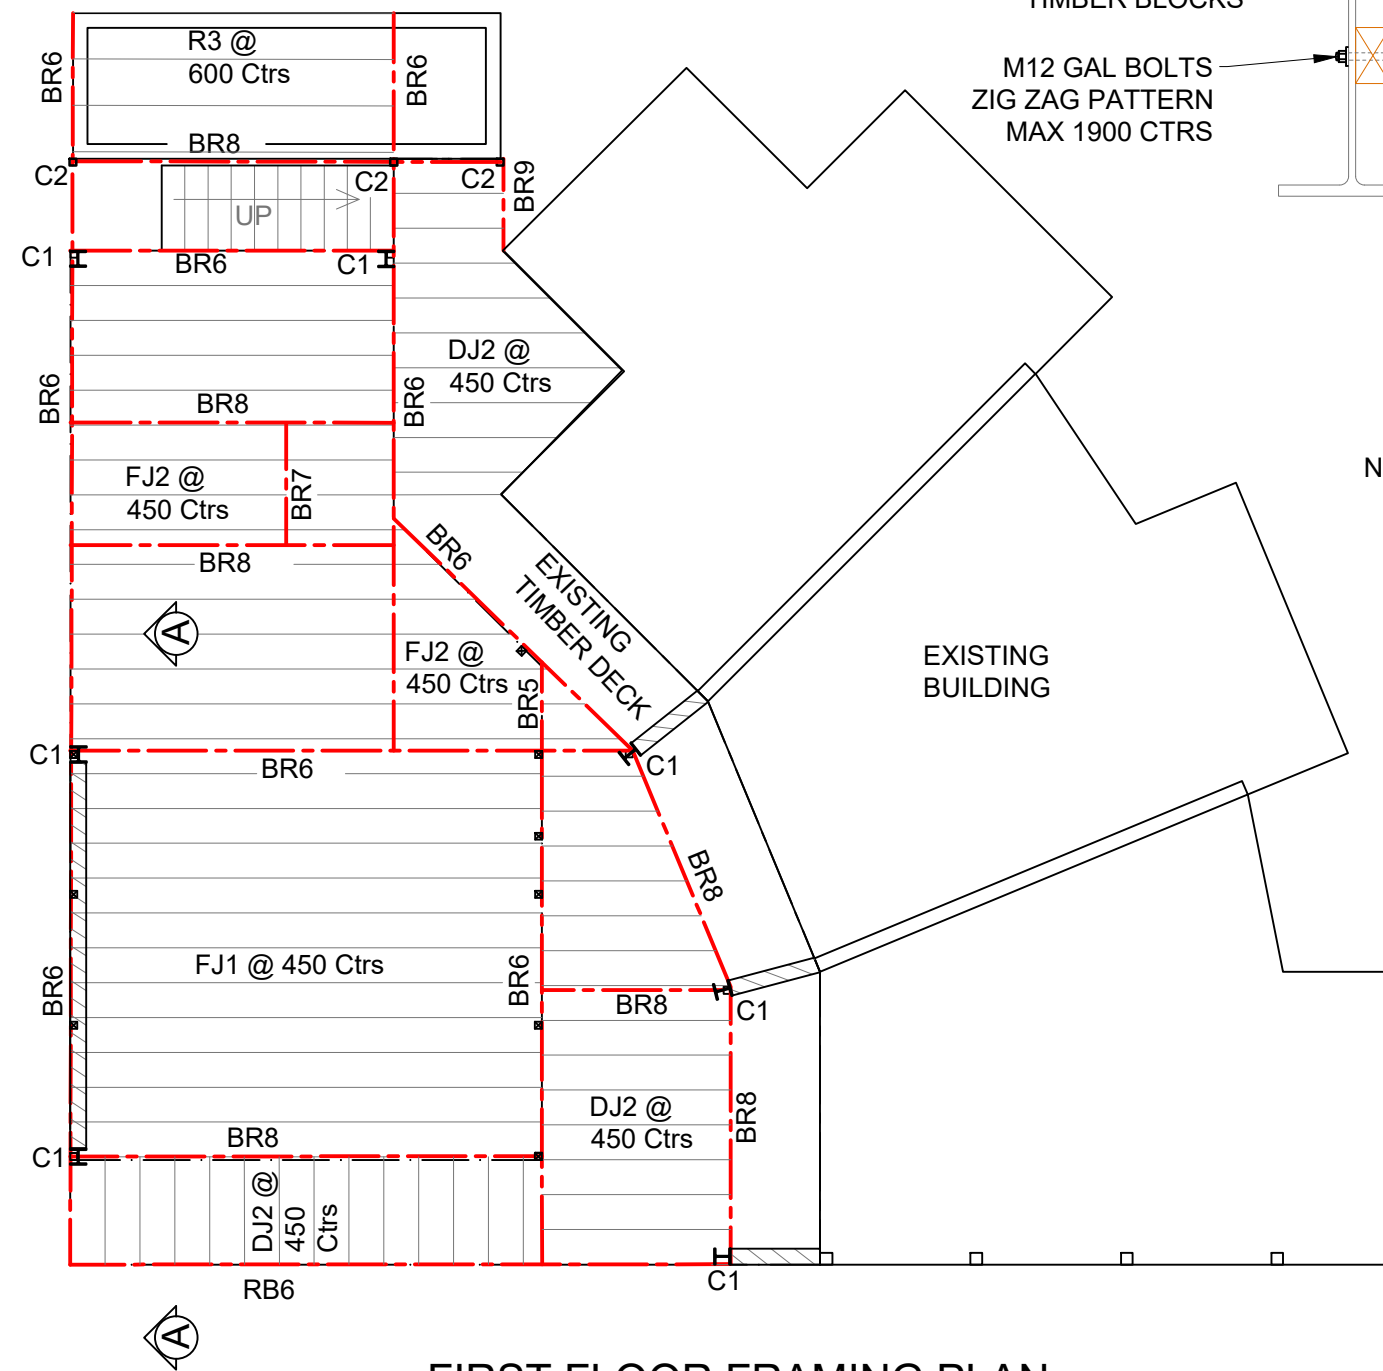 TIMBER BLOCKS
M12 GAL BOLTS
ZIG ZAG PATTERN
MAX 1900 CTRS
R3 @
600 Ctrs
BR6
BR6
BR8
C2
C2
C2
BR9
UP
C1
BR6
C1
DJ2 @
450 Ctrs
BR6
BR8
BR6
FJ2 @
450 Ctrs
BR7
N
BR8
BR6
EXISTING
TIMBER DECK
A
FJ2 @
450 Ctrs
BR5
EXISTING
BUILDING
C1
BR6
C1
BR8
FJ1 @ 450 Ctrs
BR6
BR6
BR8
C1
DJ2 @
450 Ctrs
BR8
BR8
C1
DJ2 @
450
Ctrs
RB6
C1
A
FIRST FLOOR FRAMING PLAN